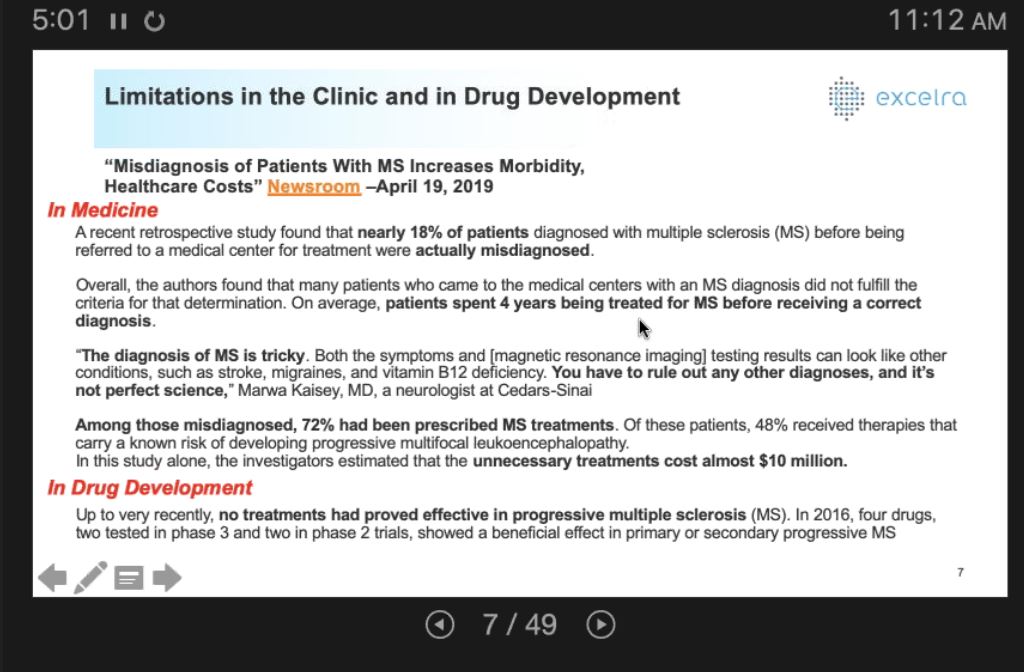 5:01
11:12 AM
Limitations in the Clinic and in Drug Development
excelra
“Misdiagnosis of Patients With MS Increases Morbidity,
Healthcare Costs” Newsroom –April 19, 2019
In Medicine
A recent retrospective study found that nearly 18% of patients diagnosed with multiple sclerosis (MS) before being
referred to a medical center for treatment were actually misdiagnosed.
Overall, the authors found that many patients who came to the medical centers with an MS diagnosis did not fulfill the
criteria for that determination. On average, patients spent 4 years being treated for MS before receiving a correct
diagnosis.
“The diagnosis of MS is tricky. Both the symptoms and [magnetic resonance imaging] testing results can look like other
conditions, such as stroke, migraines, and vitamin B12 deficiency. You have to rule out any other diagnoses, and it’s
not perfect science,” Marwa Kaisey, MD, a neurologist at Cedars-Sinai
Among those misdiagnosed, 72% had been prescribed MS treatments. Of these patients, 48% received therapies that
carry a known risk of developing progressive multifocal leukoencephalopathy.
In this study alone, the investigators estimated that the unnecessary treatments cost almost $10 million.
In Drug Development
Up to very recently, no treatments had proved effective in progressive multiple sclerosis (MS). In 2016, four drugs,
two tested in phase 3 and two in phase 2 trials, showed a beneficial effect in primary or secondary progressive MS
7
7 / 49